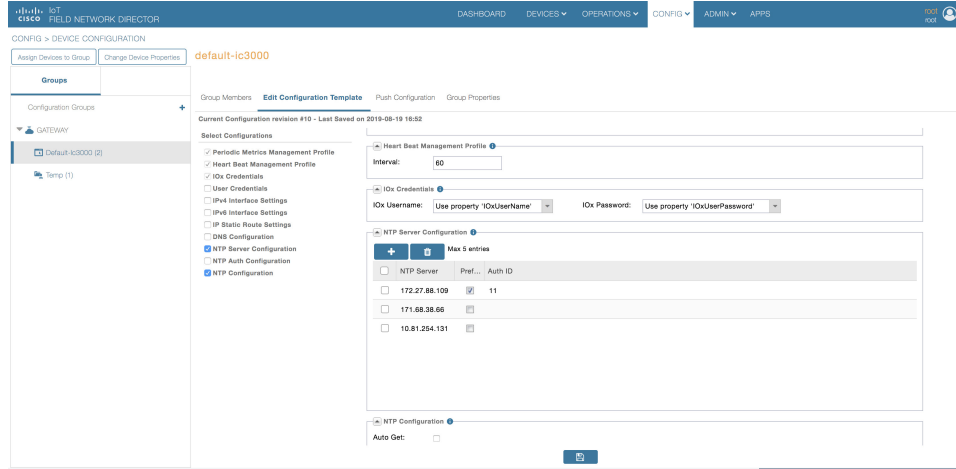 CISCO IoT
FIELD NETWORK DIRECTOR
DASHBOARD DEVICES OPERATIONS CONFIG ADMIN APPS
root
root
CONFIG > DEVICE CONFIGURATION
Assign Devices to Group Change Device Properties
default-ic3000
Groups
Configuration Groups +
GATEWAY
Default-Ic3000 (2)
Temp (1)
Group Members Edit Configuration Template Push Configuration Group Properties
Current Configuration revision #10 - Last Saved on 2019-08-19 16:52
Select Configurations
Periodic Metrics Management Profile
Heart Beat Management Profile
IOx Credentials
User Credentials
IPv4 Interface Settings
IPv6 Interface Settings
IP Static Route Settings
DNS Configuration
NTP Server Configuration
NTP Auth Configuration
NTP Configuration
Heart Beat Management Profile
Interval: 60
IOx Credentials
IOx Username: Use property 'IOxUserName' IOx Password: Use property 'IOxUserPassword'
NTP Server Configuration
Max 5 entries
NTP Server Pref... Auth ID
172.27.88.109 11
171.68.38.66
10.81.254.131
NTP Configuration
Auto Get: